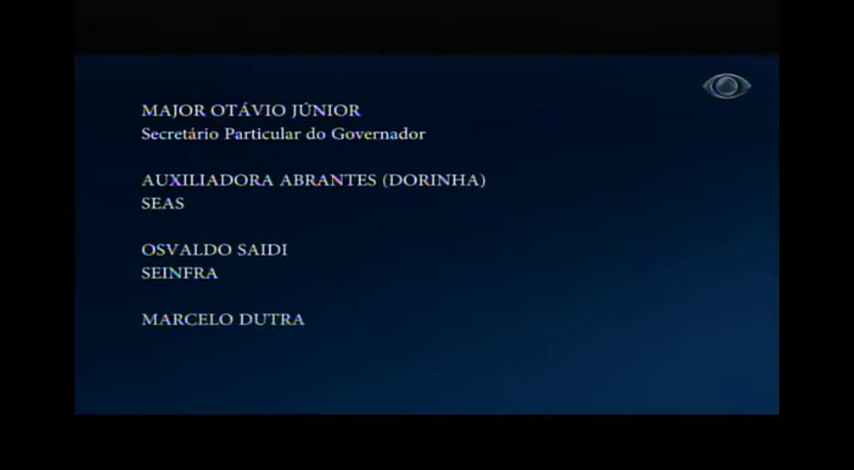 MAJOR OTÁVIO JÚNIOR
Secretário Particular do Governador
AUXILIADORA ABRANTES (DORINHA)
SEAS
OSVALDO SAIDI
SEINFRA
MARCELO DUTRA